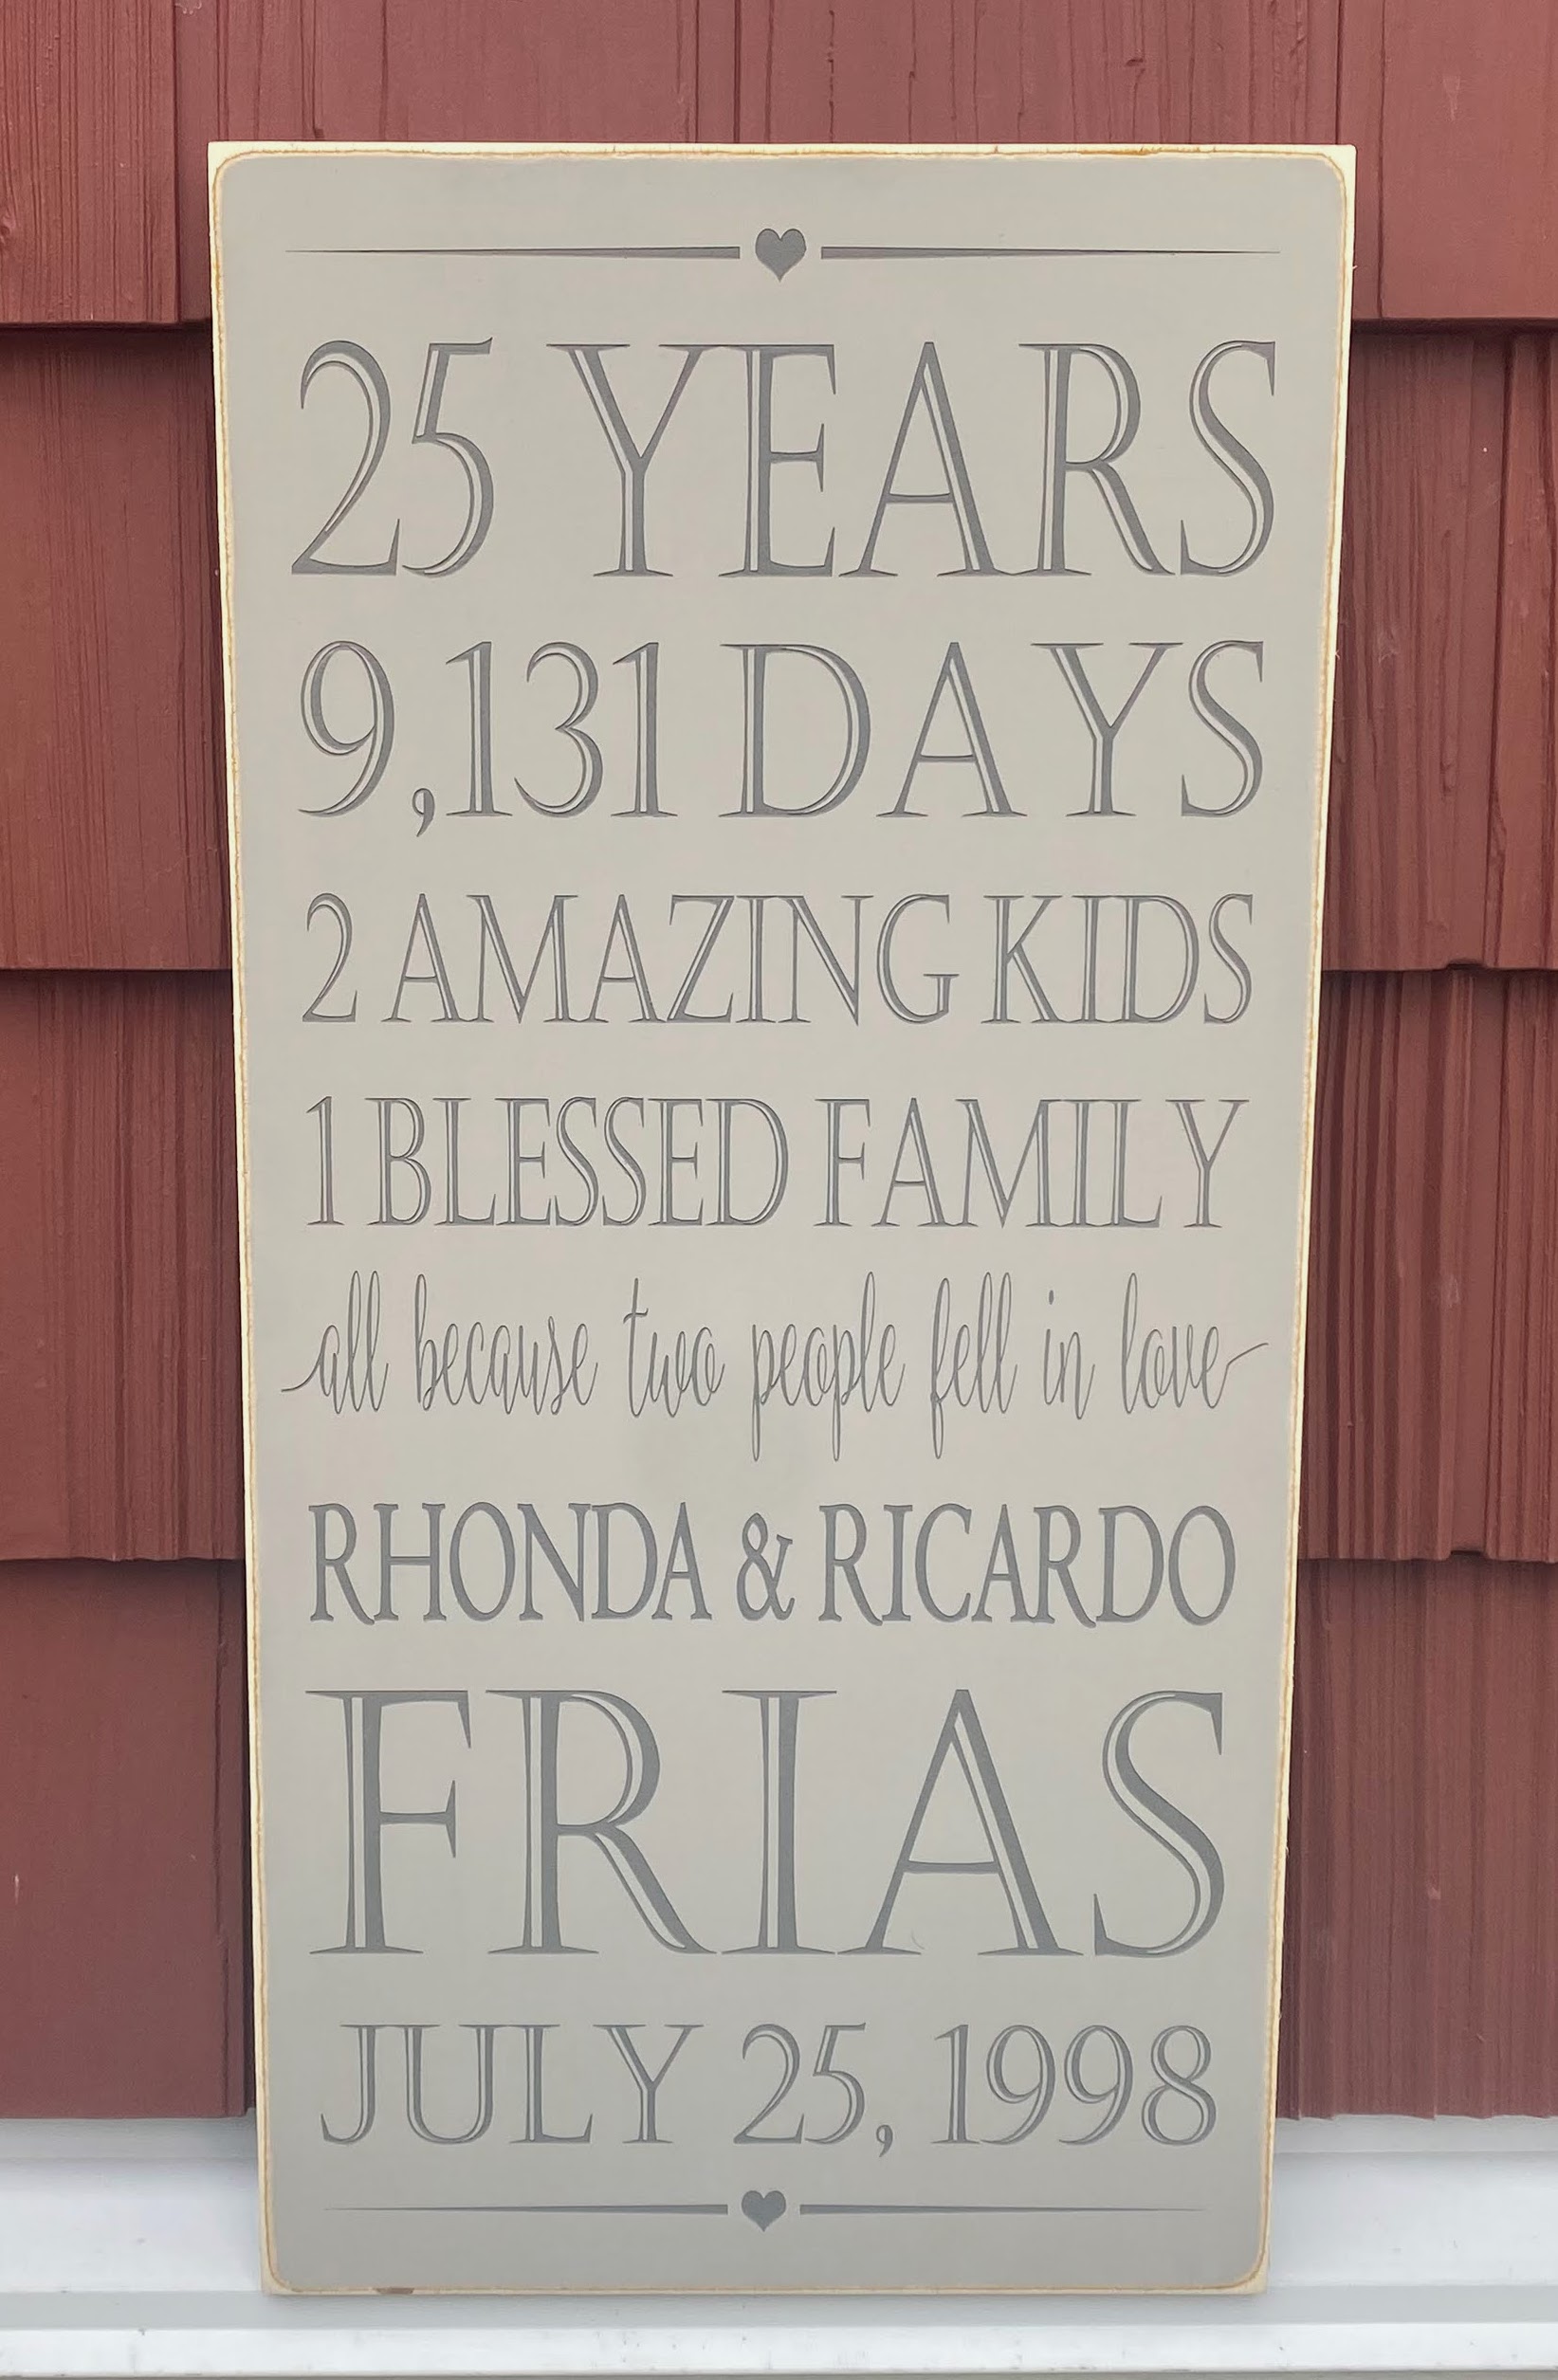 25 YEARS
9,131 DAYS
2 AMAZING KIDS
1 BLESSED FAMILY
all because two people fell in love
RHONDA & RICARDO
FRIAS
JULY 25, 1998